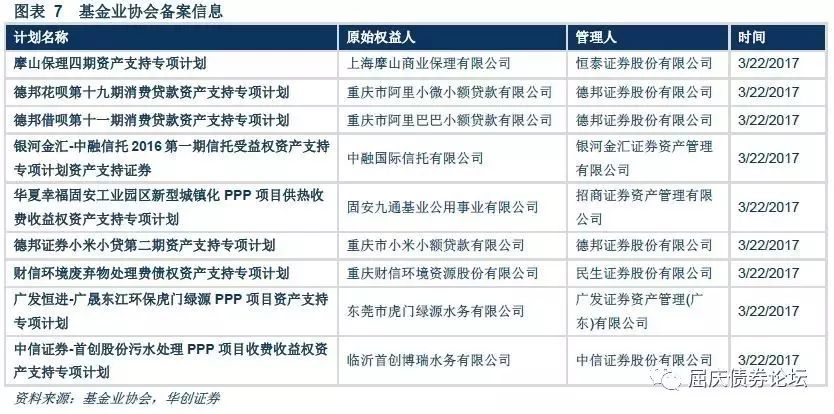 图表 7 基金业协会备案信息
计划名称 原始权益人 管理人 时间
摩山保理四期资产支持专项计划 上海摩山商业保理有限公司 恒泰证券股份有限公司 3/22/2017
德邦花呗第十九期消费贷款资产支持专项计划 重庆市阿里小微小额贷款有限公司 德邦证券股份有限公司 3/22/2017
德邦借呗第十一期消费贷款资产支持专项计划 重庆市阿里巴巴小额贷款有限公司 德邦证券股份有限公司 3/22/2017
银河金汇-中融信托 2016 第一期信托受益权资产支持
专项计划资产支持证券
中融国际信托有限公司
银河金汇证券资产管理
有限公司
3/22/2017
华夏幸福固安工业园区新型城镇化 PPP 项目供热收
费收益权资产支持专项计划
固安九通基业公用事业有限公司
招商证券资产管理有限
公司
3/22/2017
德邦证券小米小贷第二期资产支持专项计划 重庆市小米小额贷款有限公司 德邦证券股份有限公司 3/22/2017
财信环境废弃物处理费债权资产支持专项计划 重庆财信环境资源股份有限公司 民生证券股份有限公司 3/22/2017
广发恒进-广晟东江环保虎门绿源 PPP 项目资产支持
专项计划
东莞市虎门绿源水务有限公司
广发证券资产管理(广
东)有限公司
3/22/2017
中信证券-首创股份污水处理 PPP 项目收费收益权资
产支持专项计划
临沂首创博瑞水务有限公司
中信证券股份有限公司
3/22/2017
资料来源：基金业协会，华创证券
屈庆债券论坛